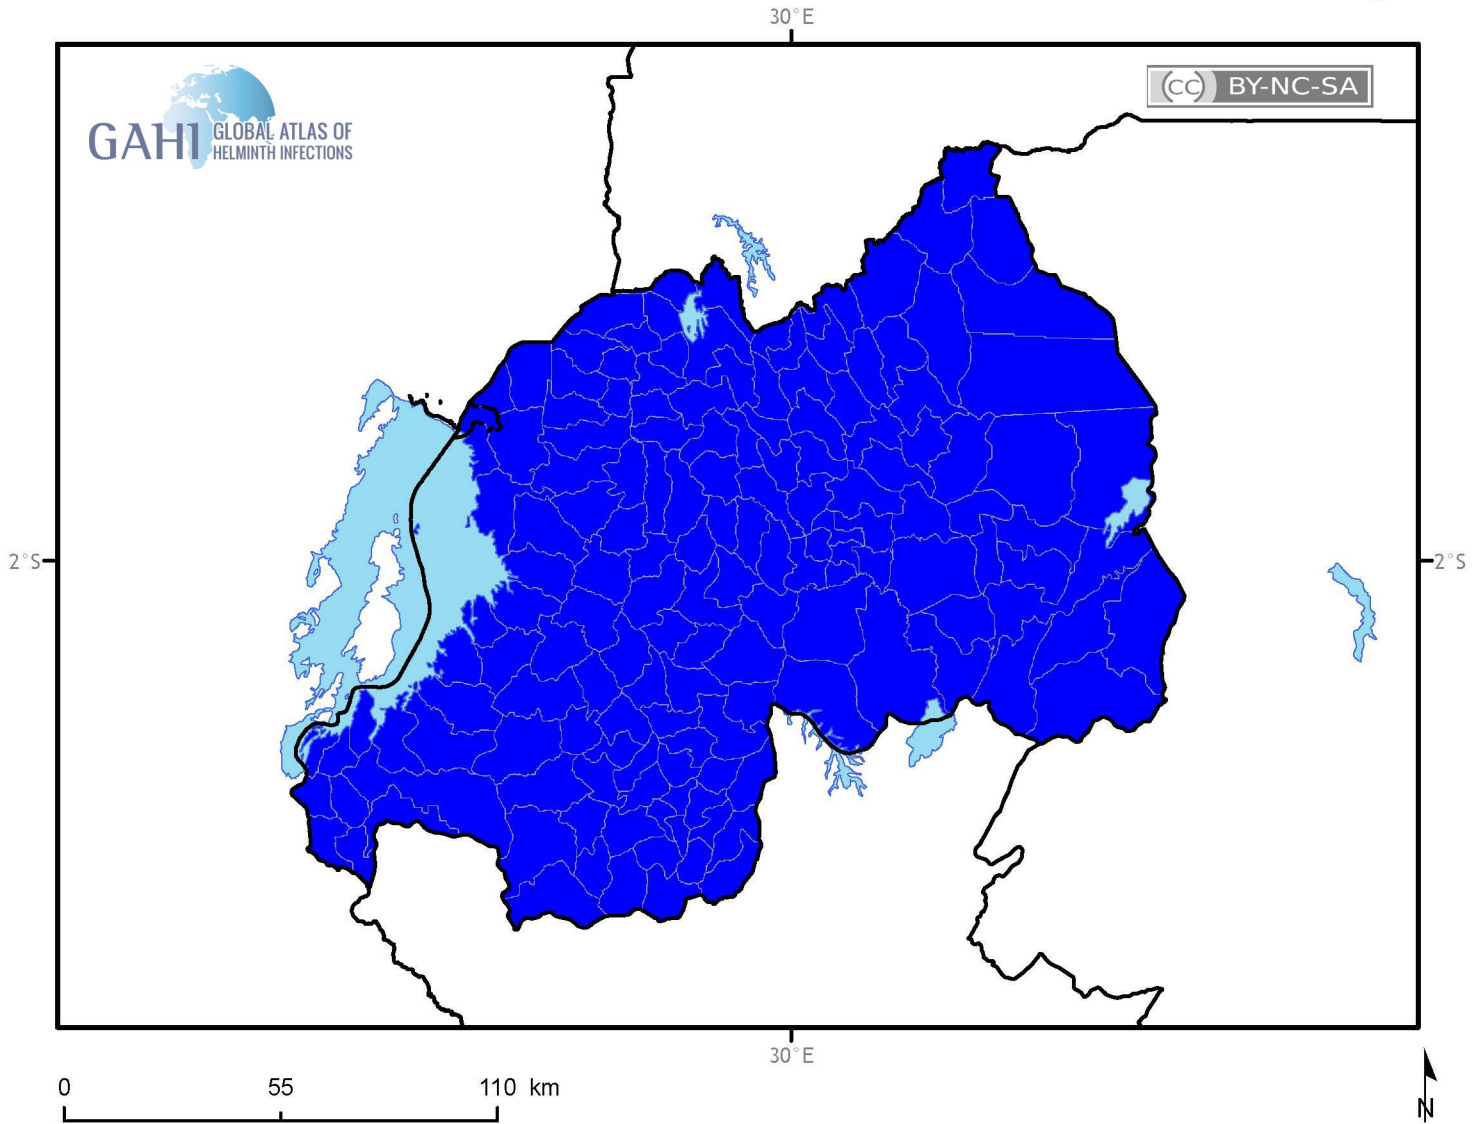 30°E
GAHI GLOBAL ATLAS OF
HELMINTH INFECTIONS
(cc) BY-NC-SA
2°S
2°S
30°E
0 55 110 km
N